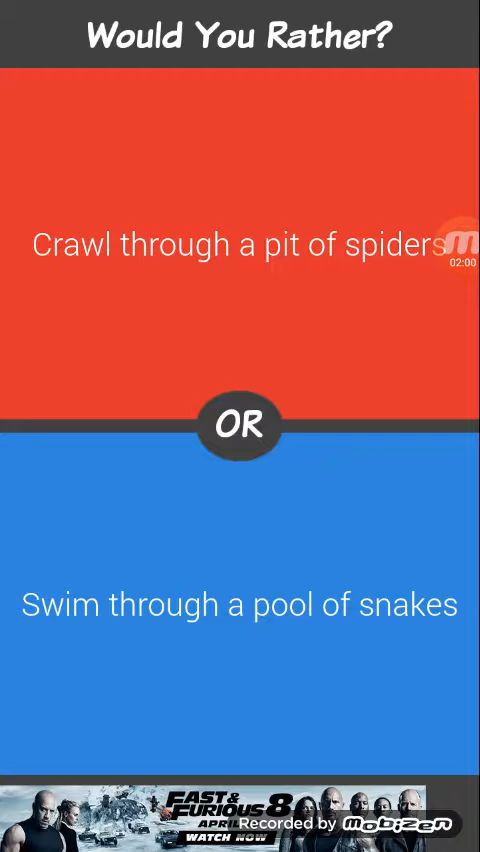 Would You Rather?
Crawl through a pit of spiders
02:00
OR
Swim through a pool of snakes
FAST &
FURIOUS 8
APRIL
WATCH NOW
Recorded by mobizen